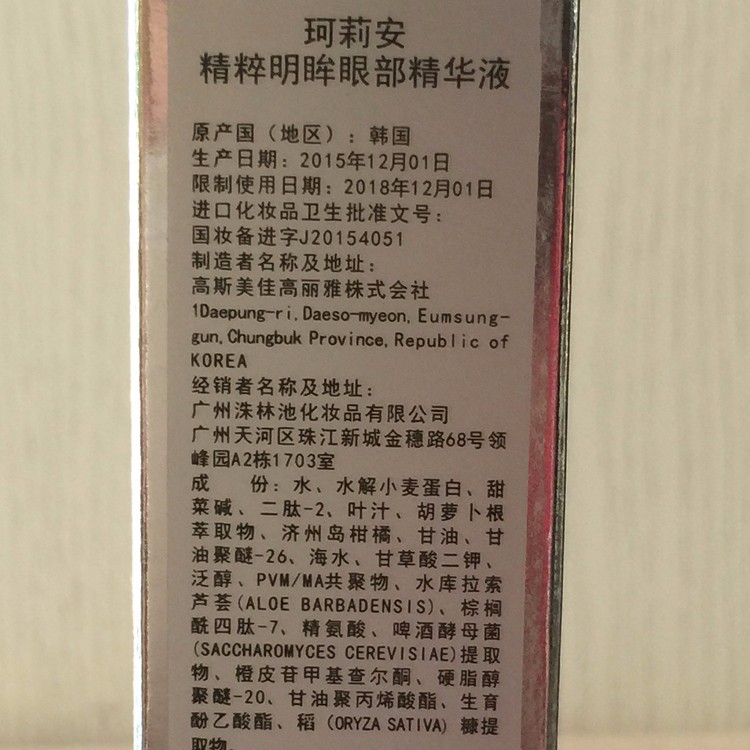 珂莉安
精粹明眸眼部精华液
原产国（地区）：韩国
生产日期：2015年12月01日
限制使用日期：2018年12月01日
进口化妆品卫生批准文号：
国妆备进字J20154051
制造者名称及地址：
高斯美佳高丽雅株式会社
1Daepung-ri,Daeso-myeon,Eumsung-
gun,Chungbuk Province,Republic of
KOREA
经销者名称及地址：
广州洙林池化妆品有限公司
广州天河区珠江新城金穗路68号领
峰园A2栋1703室
成　份：水、水解小麦蛋白、甜
菜碱、二肽-2、叶汁、胡萝卜根
萃取物、济州岛柑橘、甘油、甘
油聚醚-26、海水、甘草酸二钾、
泛醇、PVM/MA共聚物、水库拉索
芦荟(ALOE BARBADENSIS)、棕榈
酰四肽-7、精氨酸、啤酒酵母菌
(SACCHAROMYCES CEREVISIAE)提取
物、橙皮苷甲基查尔酮、硬脂醇
聚醚-20、甘油聚丙烯酸酯、生育
酚乙酸酯、稻 (ORYZA SATIVA) 糠提
取物、